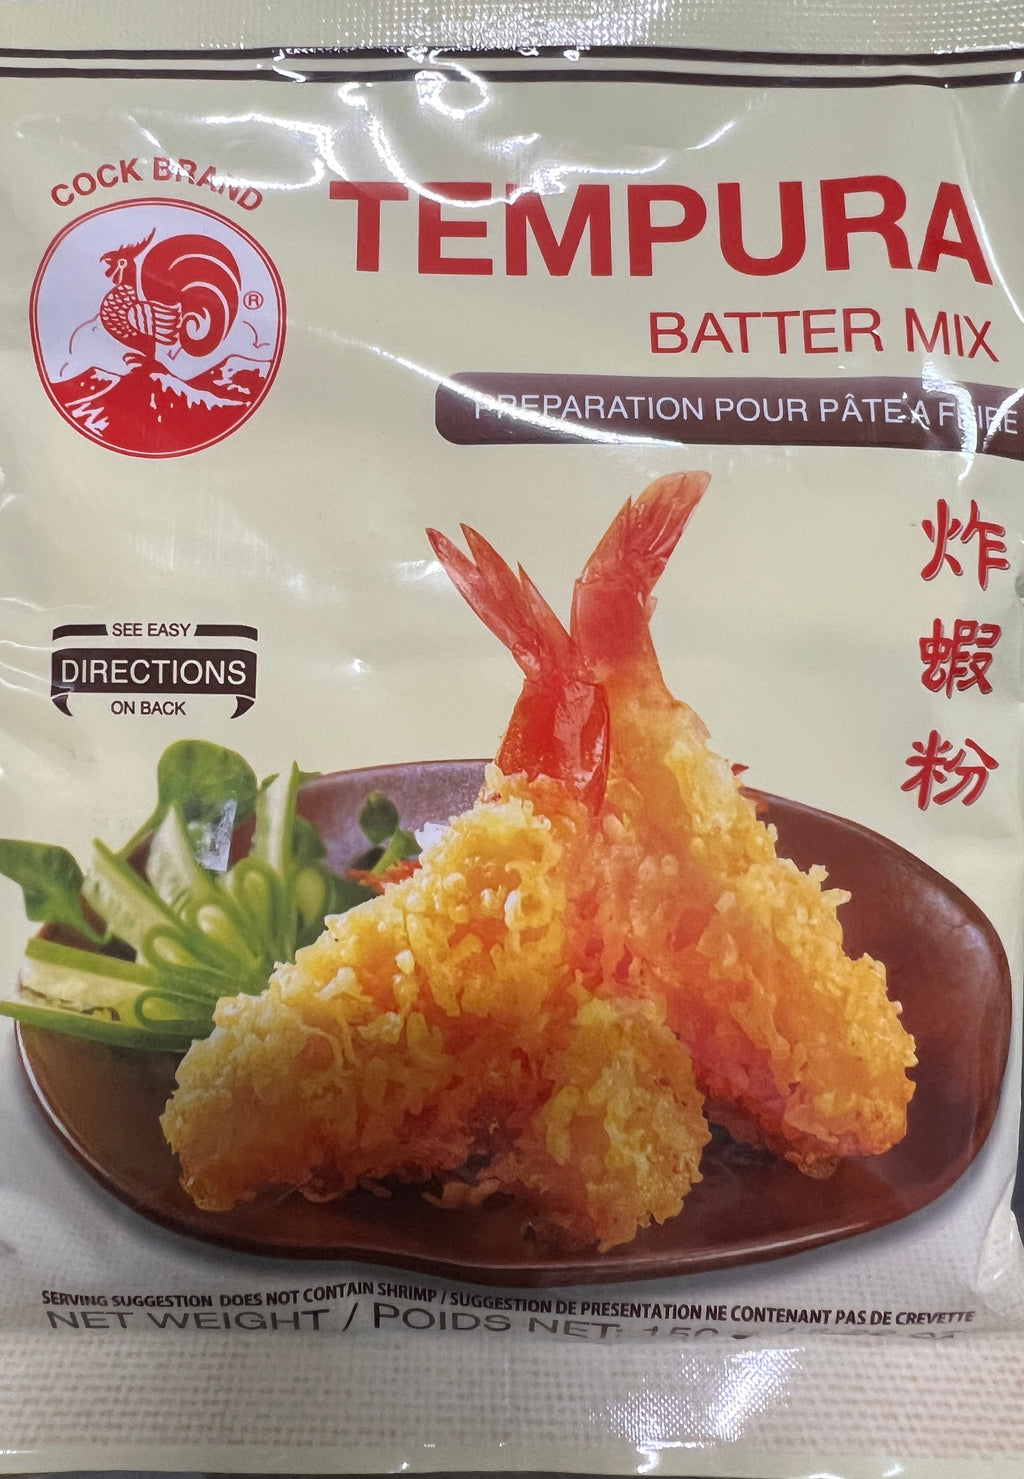 COCK BRAND
®
TEMPURA
BATTER MIX
PREPARATION POUR PÂTE A FRIRE
炸
蝦
粉
SEE EASY
DIRECTIONS
ON BACK
SERVING SUGGESTION DOES NOT CONTAIN SHRIMP / SUGGESTION DE PRESENTATION NE CONTENANT PAS DE CREVETTE
NET WEIGHT / POIDS NET: 150 g